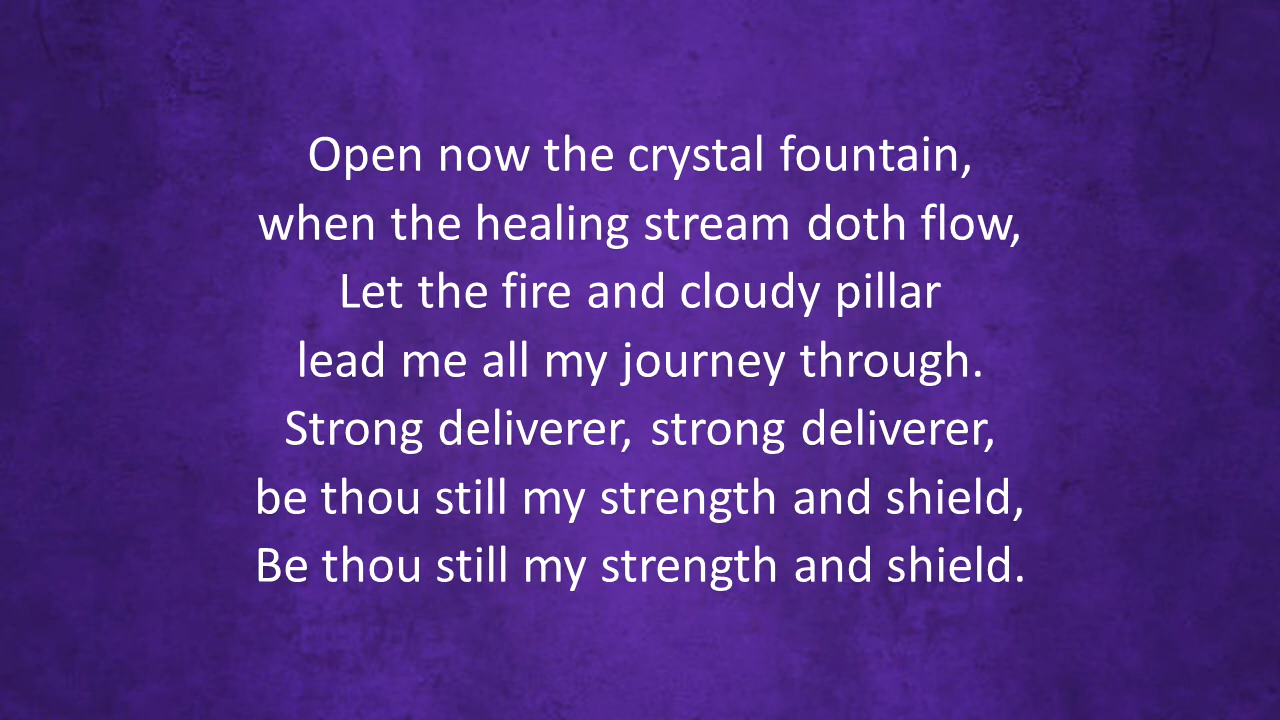 Open now the crystal fountain,
when the healing stream doth flow,
Let the fire and cloudy pillar
lead me all my journey through.
Strong deliverer, strong deliverer,
be thou still my strength and shield,
Be thou still my strength and shield.